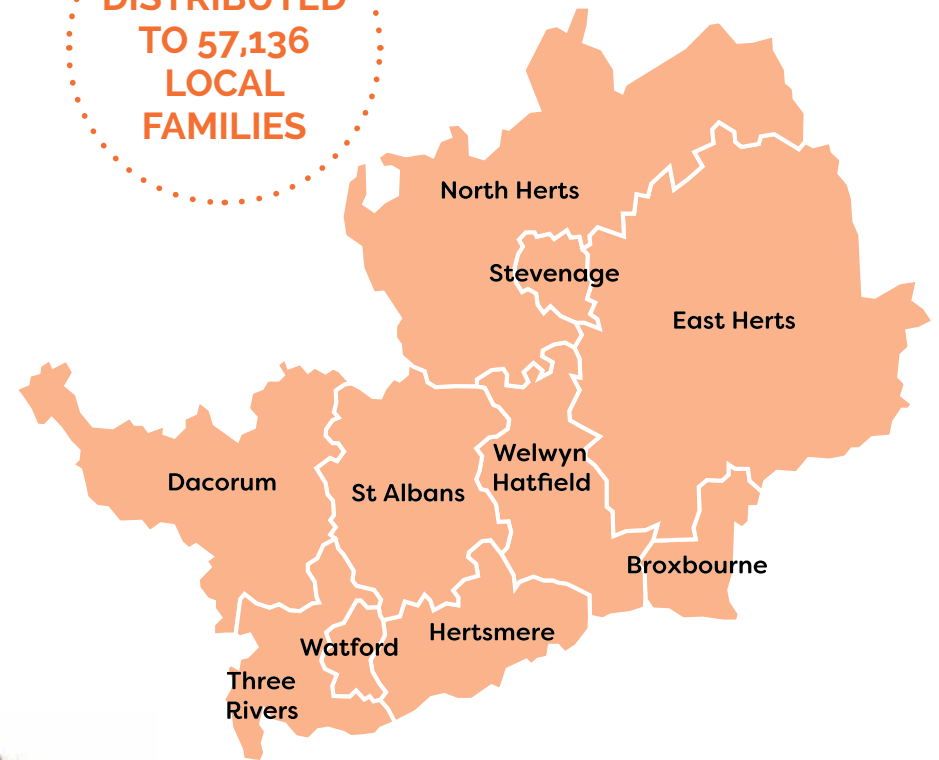 DISTRIBUTED
TO 57,136
LOCAL
FAMILIES
North Herts
Stevenage
East Herts
Welwyn
Hatfield
Dacorum
St Albans
Broxbourne
Hertsmere
Watford
Three
Rivers